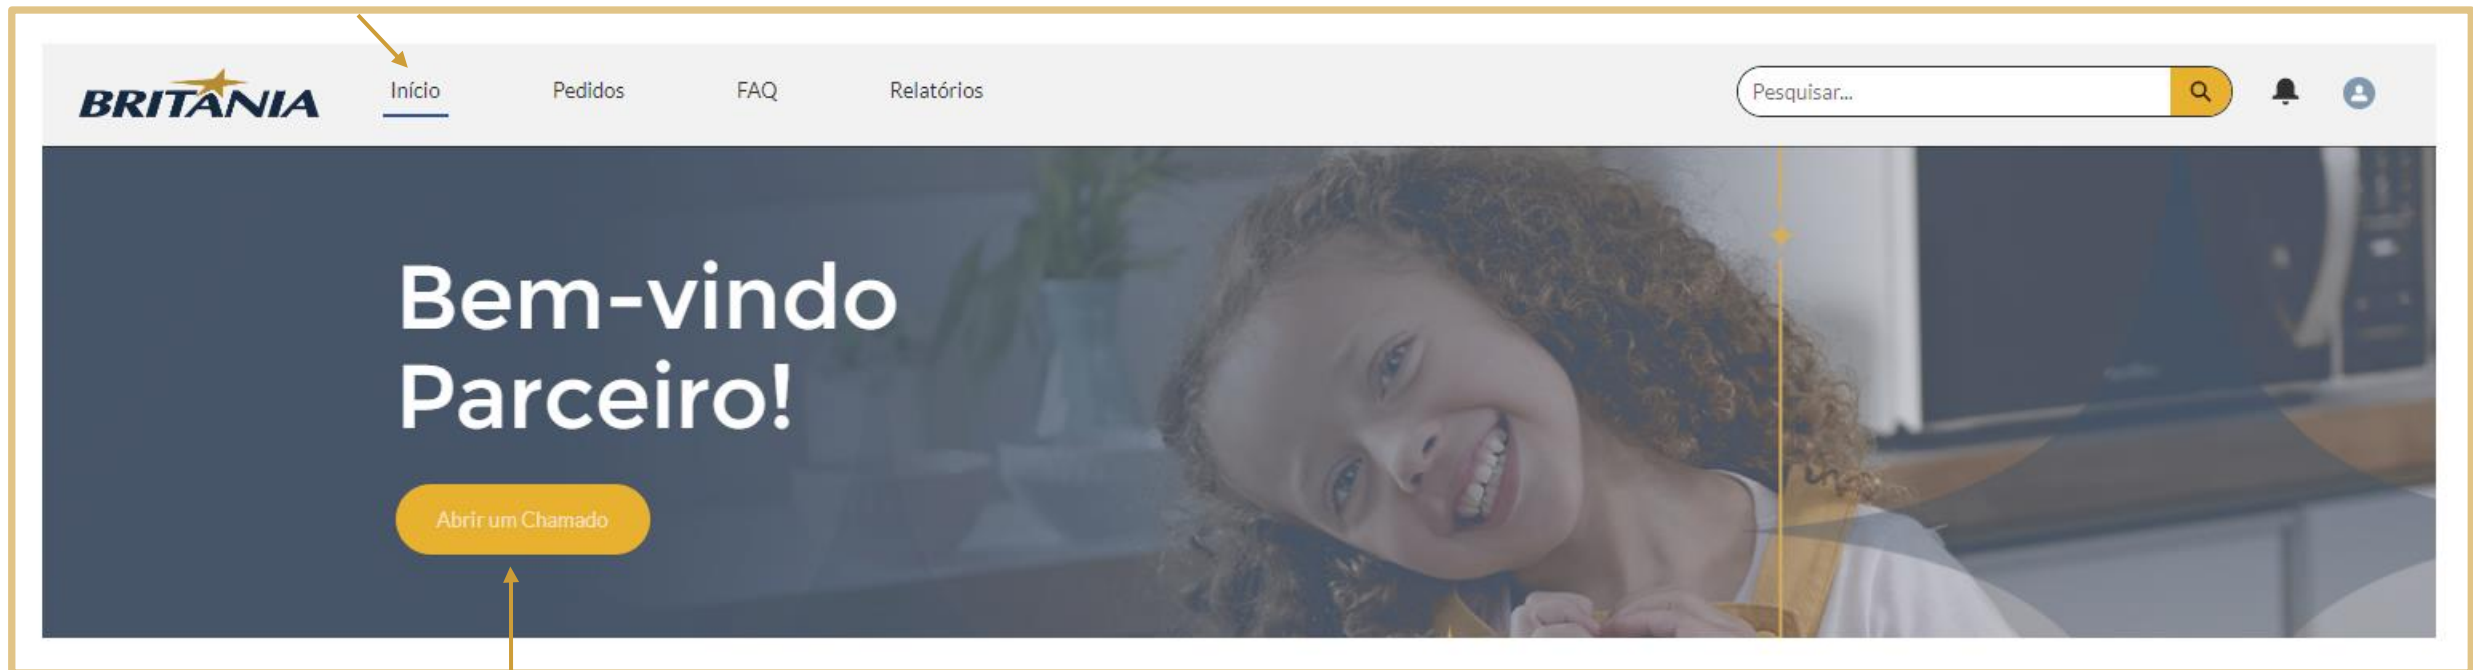 BRITANIA
Início
Pedidos
FAQ
Relatórios
Pesquisar...
Bem-vindo
Parceiro!
Abrir um Chamado